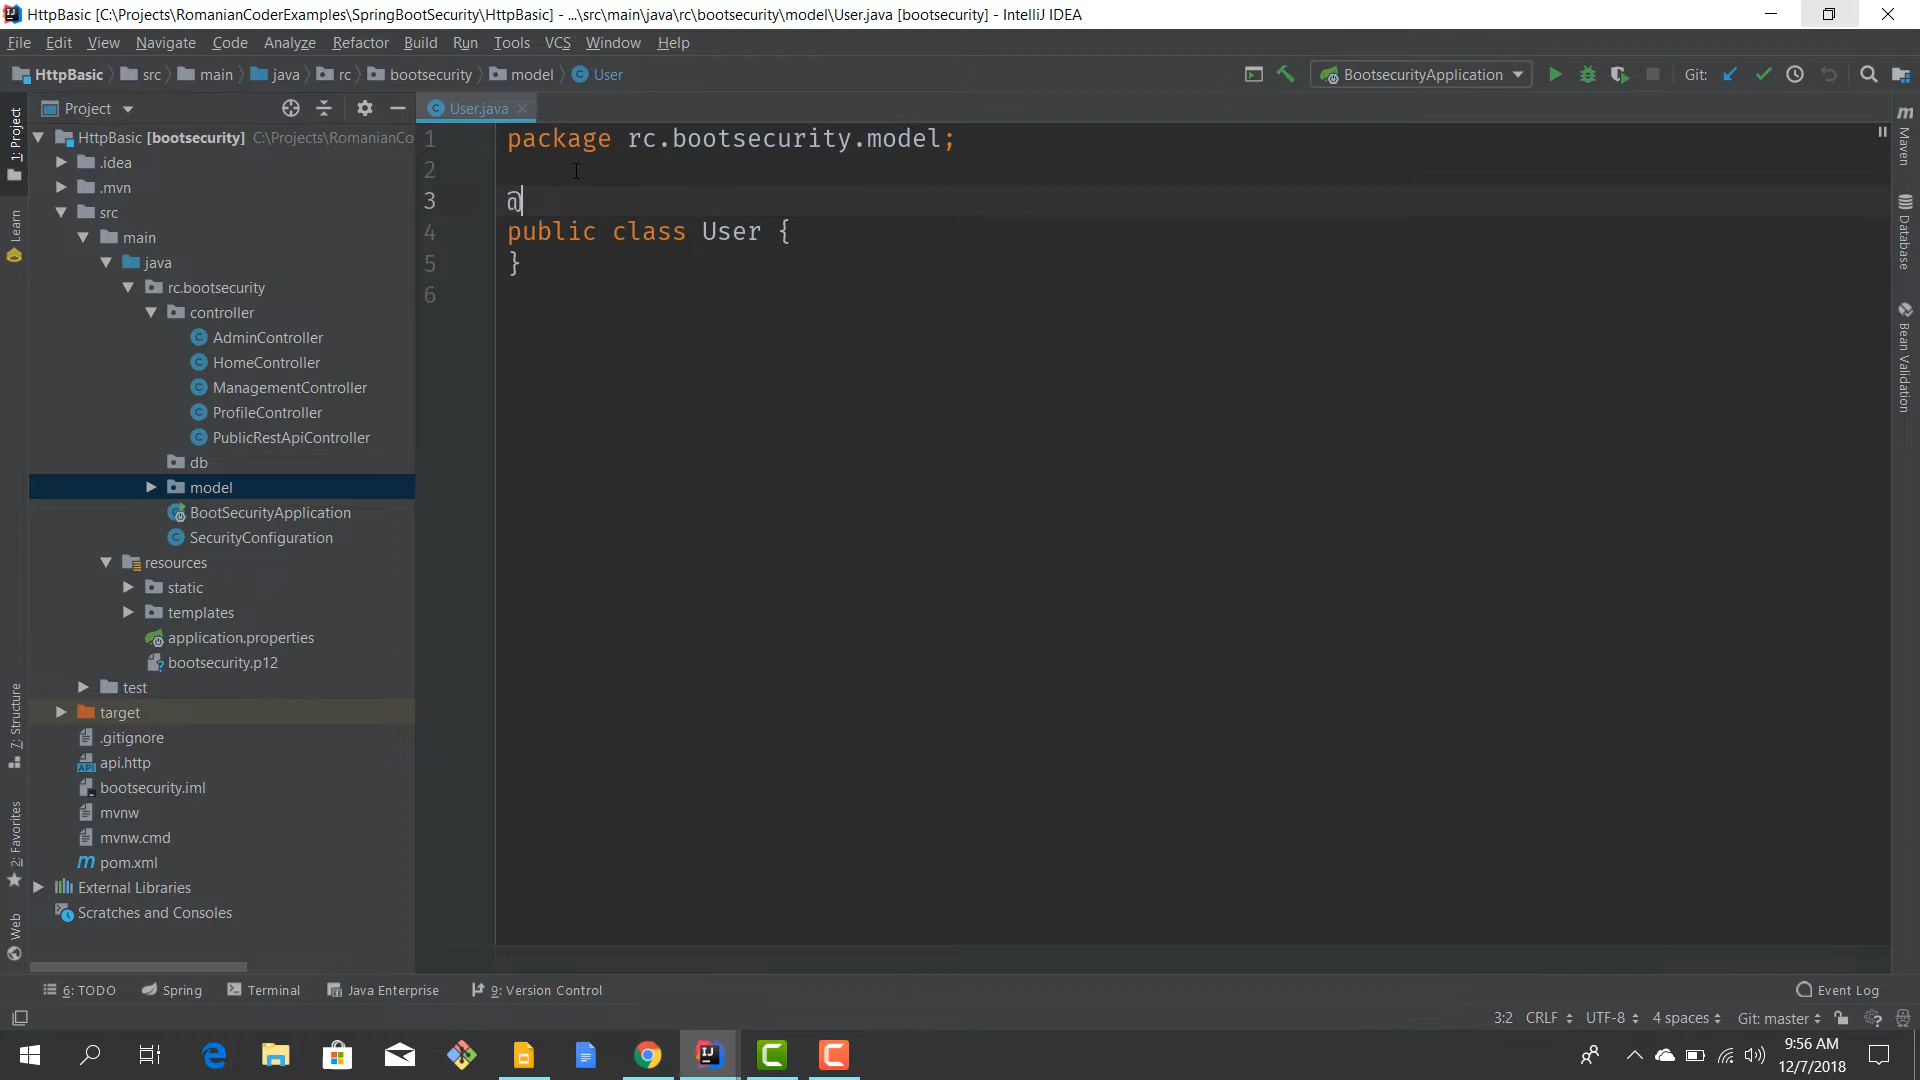 HttpBasic [C:\Projects\RomanianCoderExamples\SpringBootSecurity\HttpBasic] - ...\src\main\java\rc\bootsecurity\model\User.java [bootsecurity] - IntelliJ IDEA
File Edit View Navigate Code Analyze Refactor Build Run Tools VCS Window Help
HttpBasic src main java rc bootsecurity model User
BootsecurityApplication Git:
Project
User.java
1: Project
Learn
7: Structure
2: Favorites
Web
HttpBasic [bootsecurity] C:\Projects\RomanianCo
.idea
.mvn
src
main
java
rc.bootsecurity
controller
AdminController
HomeController
ManagementController
ProfileController
PublicRestApiController
db
model
BootSecurityApplication
SecurityConfiguration
resources
static
templates
application.properties
bootsecurity.p12
test
target
.gitignore
api.http
bootsecurity.iml
mvnw
mvnw.cmd
pom.xml
External Libraries
Scratches and Consoles
1 package rc.bootsecurity.model;
2
3 @
4 public class User {
5 }
6
Maven
Database
Bean Validation
6: TODO Spring Terminal Java Enterprise 9: Version Control Event Log
3:2 CRLF UTF-8 4 spaces Git: master
9:56 AM
12/7/2018